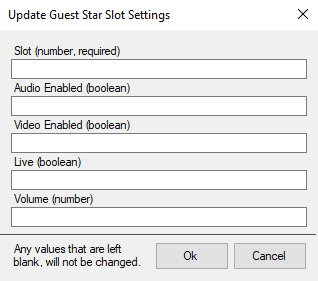 Update Guest Star Slot Settings
Slot (number, required)
Audio Enabled (boolean)
Video Enabled (boolean)
Live (boolean)
Volume (number)
Any values that are left
blank, will not be changed.
Ok
Cancel